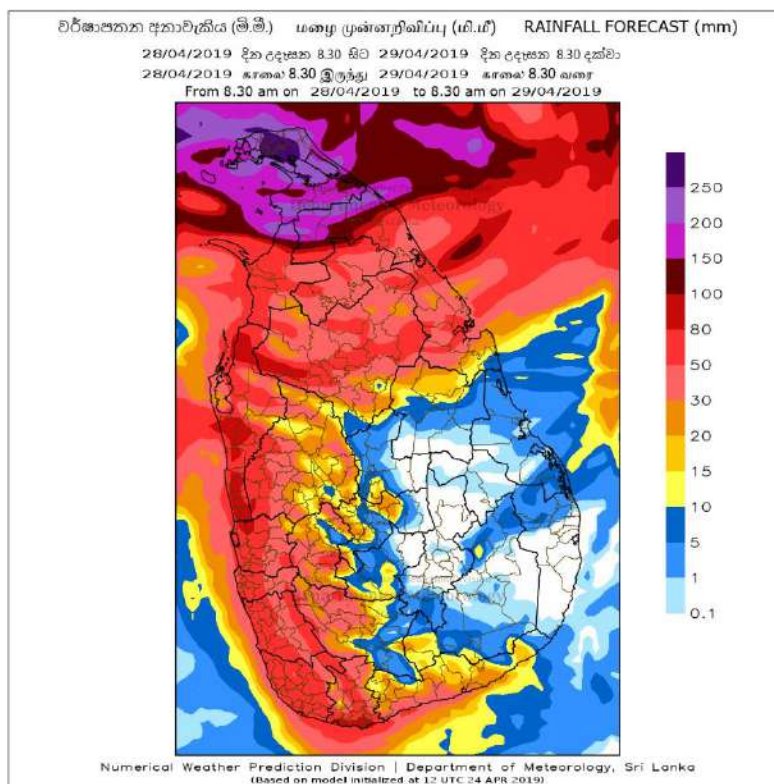 වර්ෂාපතන අනාවැකිය (මි.මී.) மழை முன்னறிவிப்பு (மி.மீ) RAINFALL FORECAST (mm)
28/04/2019 දින උදෑසන 8.30 සිට 29/04/2019 දින උදෑසන 8.30 දක්වා
28/04/2019 காலை 8.30 இருந்து 29/04/2019 காலை 8.30 வரை
From 8.30 am on 28/04/2019 to 8.30 am on 29/04/2019
Meteorology
250
200
150
100
80
50
30
20
15
10
5
1
0.1
Numerical Weather Prediction Division | Department of Meteorology, Sri Lanka
(Based on model initialized at 12 UTC 24 APR 2019)